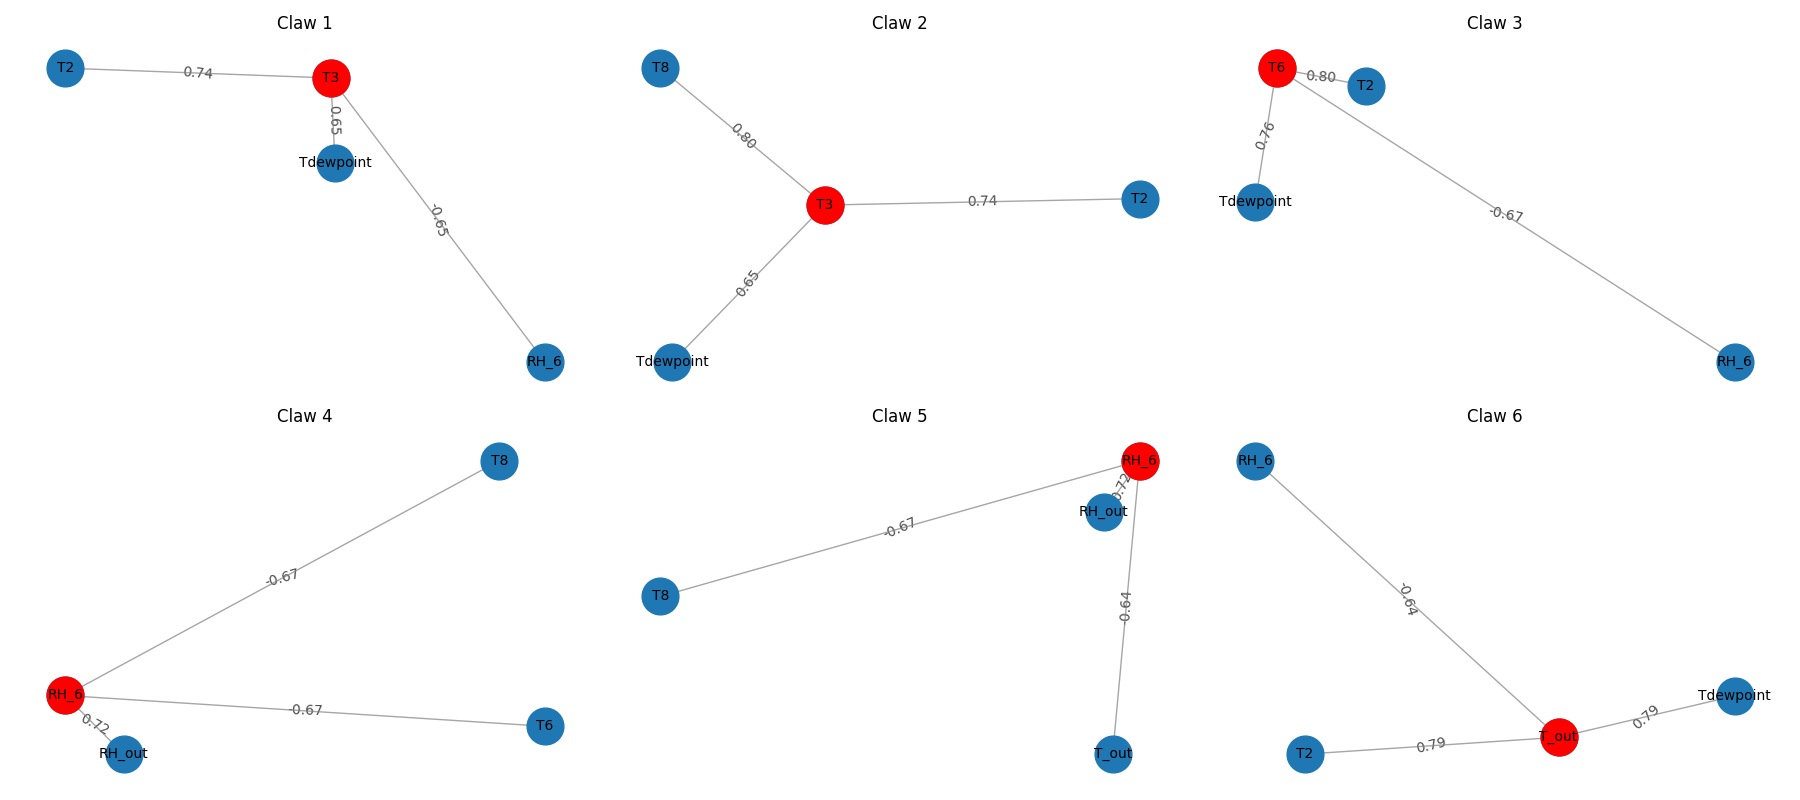 Claw 1
T2
0.74
T3
0.65
Tdewpoint
-0.65
RH_6
Claw 2
T8
0.80
T3
0.74
T2
0.65
Tdewpoint
Claw 3
T6
0.80
T2
0.76
Tdewpoint
-0.67
RH_6
Claw 4
T8
-0.67
RH_6
-0.67
T6
0.72
RH_out
Claw 5
RH_6
0.72
RH_out
-0.67
T8
-0.64
T_out
Claw 6
RH_6
-0.64
Tdewpoint
0.79
T_out
0.79
T2